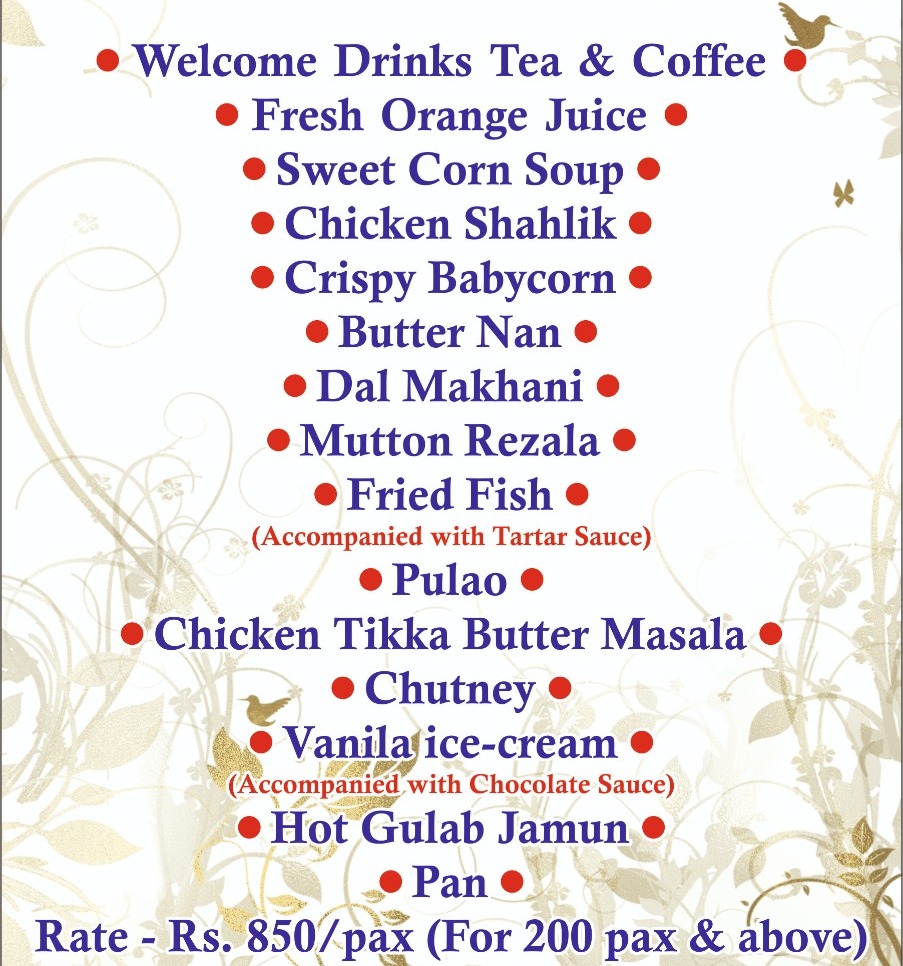 • Welcome Drinks Tea & Coffee •
• Fresh Orange Juice •
• Sweet Corn Soup •
• Chicken Shahlik •
• Crispy Babycorn •
• Butter Nan •
• Dal Makhani •
• Mutton Rezala •
• Fried Fish •
(Accompanied with Tartar Sauce)
• Pulao •
• Chicken Tikka Butter Masala •
• Chutney •
• Vanila ice-cream •
(Accompanied with Chocolate Sauce)
• Hot Gulab Jamun •
• Pan •
Rate - Rs. 850/pax (For 200 pax & above)